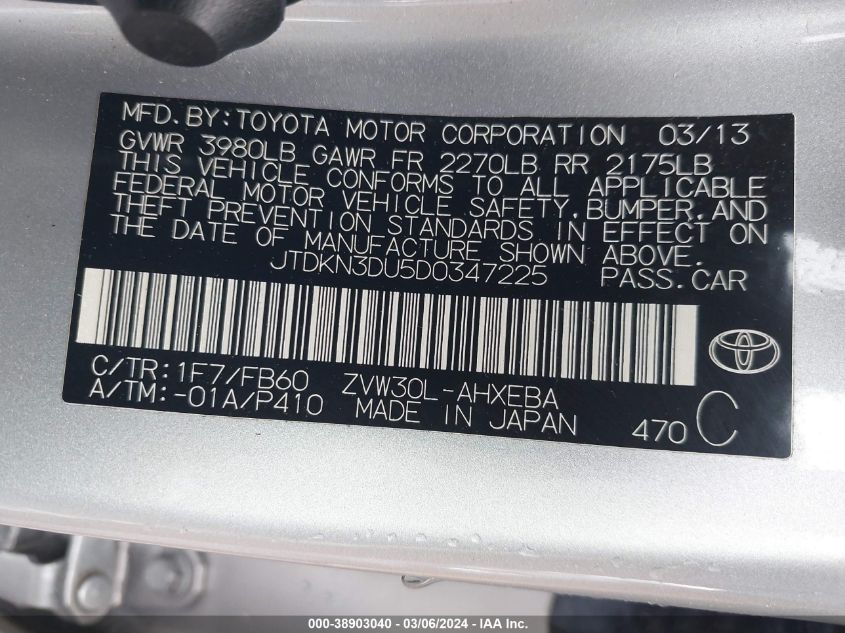 MFD. BY: TOYOTA MOTOR CORPORATION 03/13
GVWR 3980LB GAWR FR 2270LB RR 2175LB
THIS VEHICLE CONFORMS TO ALL APPLICABLE
FEDERAL MOTOR VEHICLE SAFETY, BUMPER, AND
THEFT PREVENTION STANDARDS IN EFFECT ON
THE DATE OF MANUFACTURE SHOWN ABOVE.
JTDKN3DU5D0347225 PASS. CAR
C/TR: 1F7/FB60 ZVW30L-AHXEBA
A/TM: -01A/P410 MADE IN JAPAN 470 C
000-38903040 / 03/06/2024 - IAA Inc.